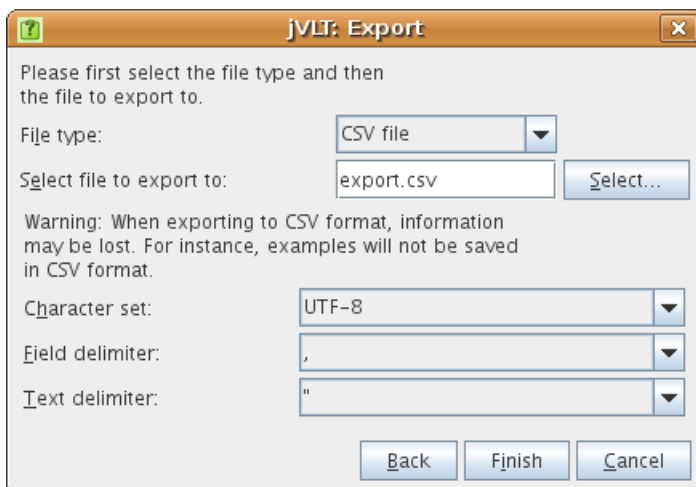 jVLT: Export
Please first select the file type and then
the file to export to.
File type: CSV file
Select file to export to: export.csv Select...
Warning: When exporting to CSV format, information
may be lost. For instance, examples will not be saved
in CSV format.
Character set: UTF-8
Field delimiter: ,
Text delimiter: "
Back Finish Cancel